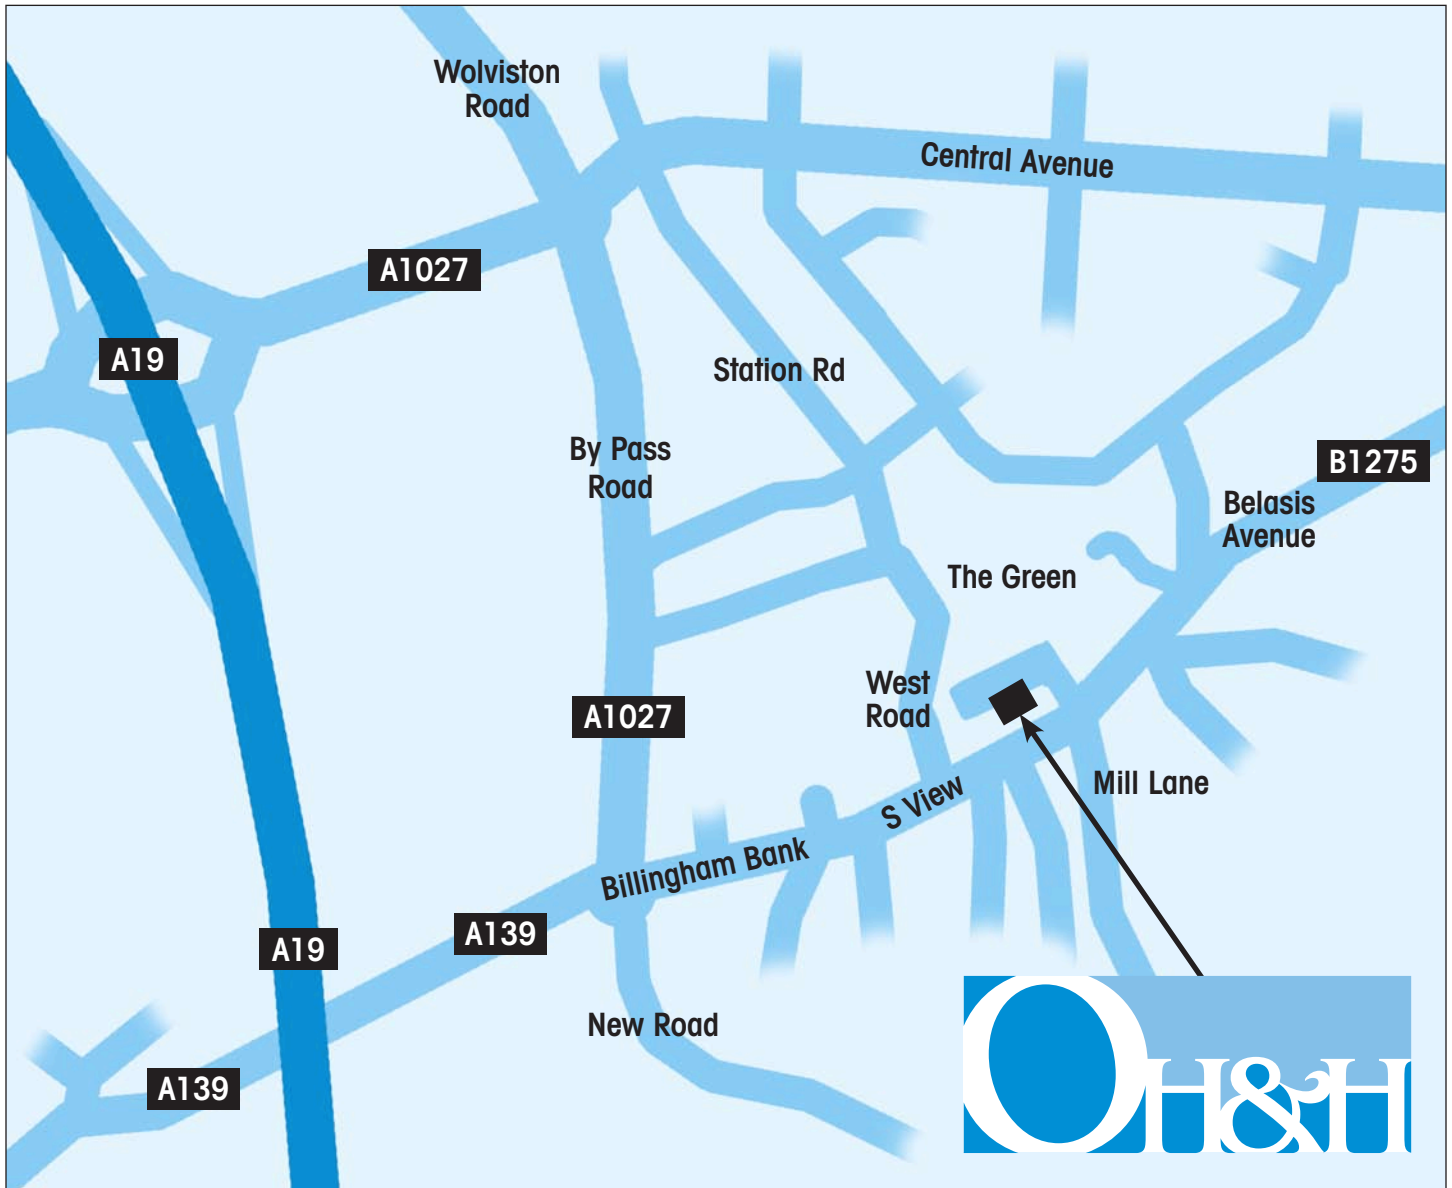 Wolviston
Road
Central Avenue
A1027
A19
Station Rd
By Pass
Road
B1275
Belasis
Avenue
The Green
West
Road
A1027
Mill Lane
S View
Billingham Bank
A139
A19
New Road
A139
OH&H